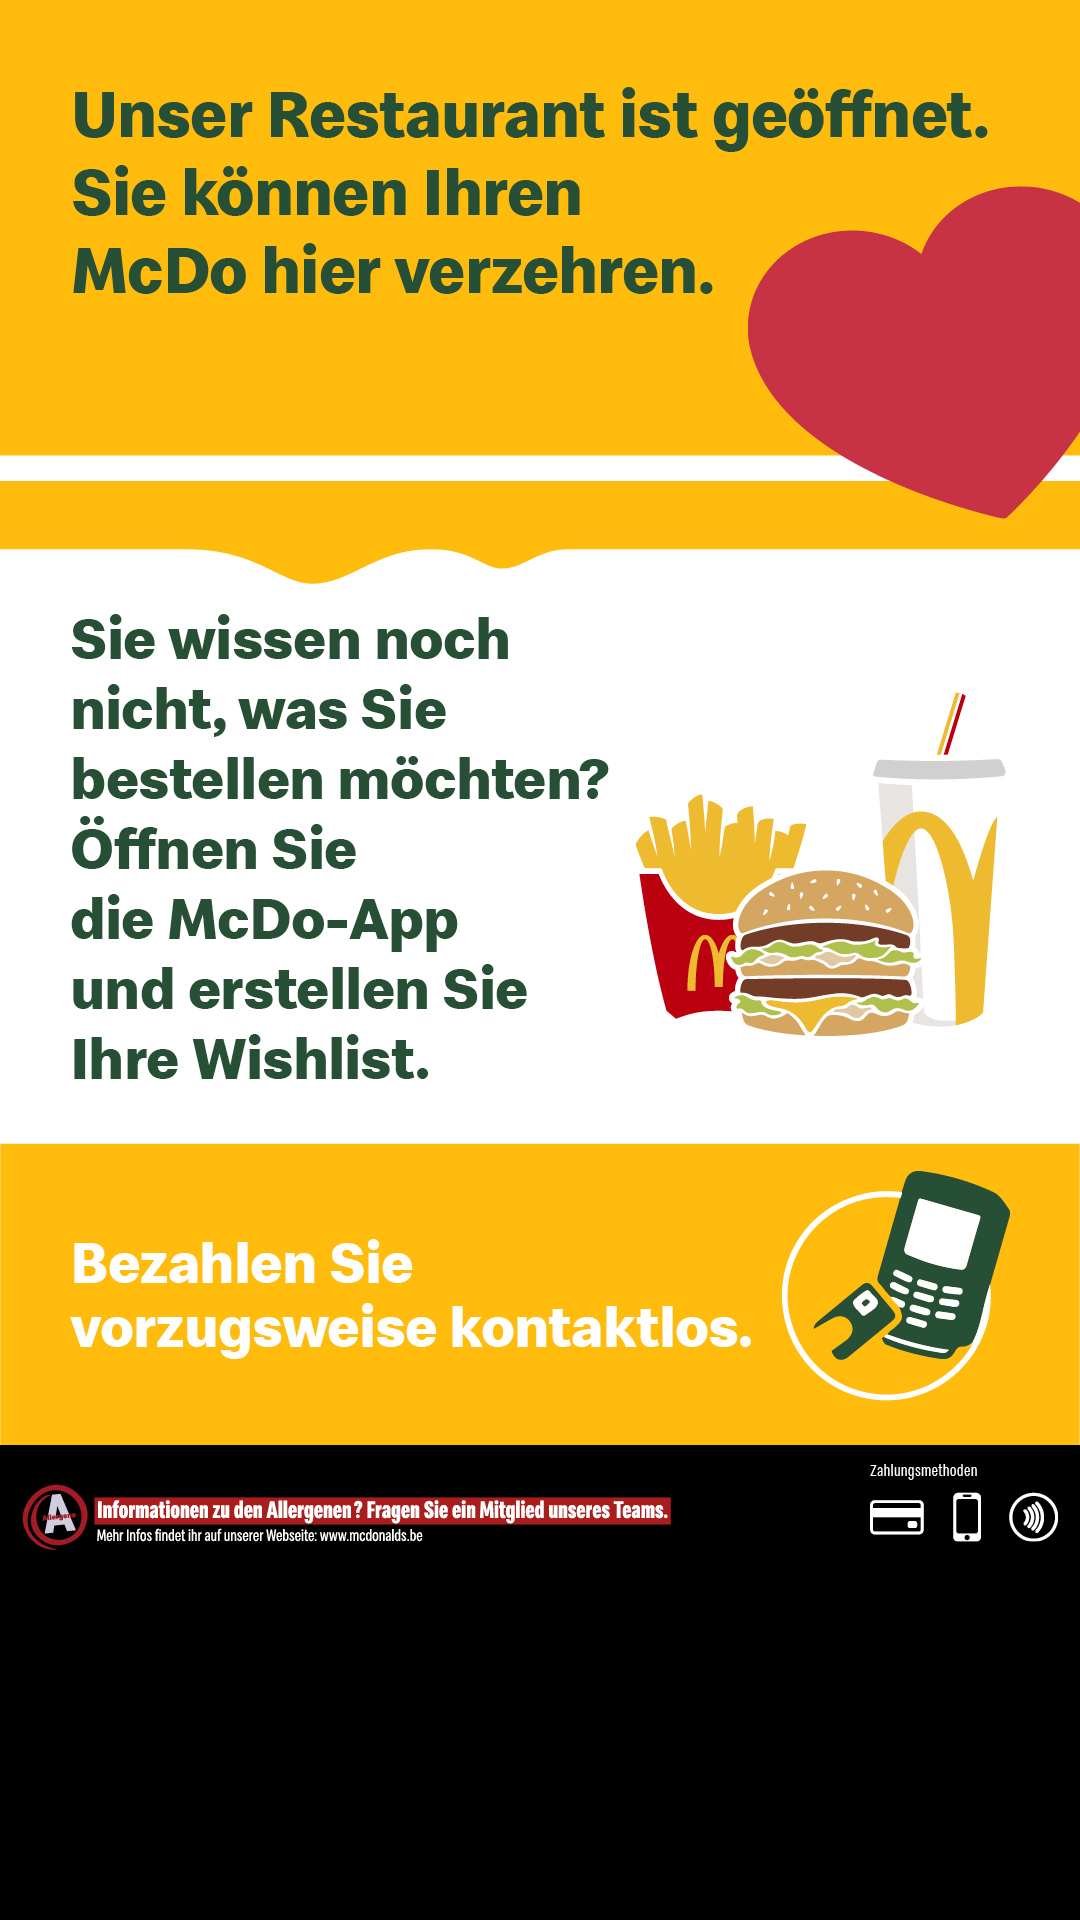 Unser Restaurant ist geöffnet.
Sie können Ihren
McDo hier verzehren.
Sie wissen noch
nicht, was Sie
bestellen möchten?
Öffnen Sie
die McDo-App
und erstellen Sie
Ihre Wishlist.
Bezahlen Sie
vorzugsweise kontaktlos.
Zahlungsmethoden
A
Allergene
Informationen zu den Allergenen? Fragen Sie ein Mitglied unseres Teams.
Mehr Infos findet ihr auf unserer Webseite: www.mcdonalds.be